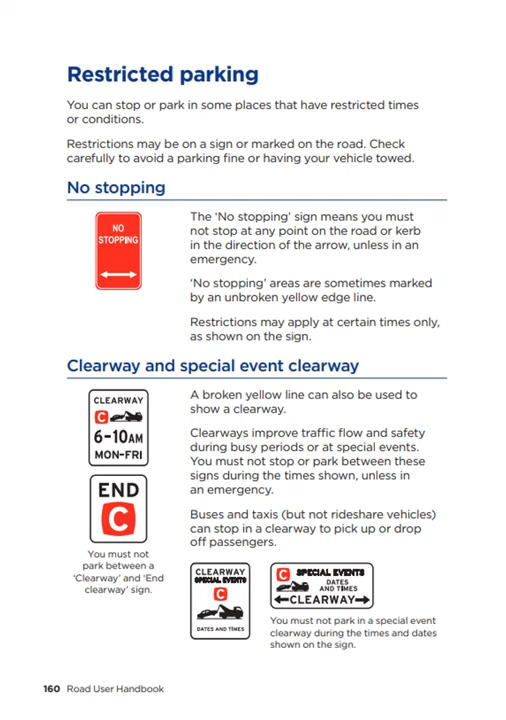 Restricted parking
You can stop or park in some places that have restricted times
or conditions.
Restrictions may be on a sign or marked on the road. Check
carefully to avoid a parking fine or having your vehicle towed.
No stopping
NO
STOPPING
The ‘No stopping’ sign means you must
not stop at any point on the road or kerb
in the direction of the arrow, unless in an
emergency.
‘No stopping’ areas are sometimes marked
by an unbroken yellow edge line.
Restrictions may apply at certain times only,
as shown on the sign.
Clearway and special event clearway
CLEARWAY
C
6-10AM
MON-FRI
END
C
You must not
park between a
‘Clearway’ and ‘End
clearway’ sign.
A broken yellow line can also be used to
show a clearway.
Clearways improve traffic flow and safety
during busy periods or at special events.
You must not stop or park between these
signs during the times shown, unless in
an emergency.
Buses and taxis (but not rideshare vehicles)
can stop in a clearway to pick up or drop
off passengers.
CLEARWAY
SPECIAL EVENTS
C
DATES AND TIMES
C SPECIAL EVENTS
DATES
AND TIMES
CLEARWAY
You must not park in a special event
clearway during the times and dates
shown on the sign.
160 Road User Handbook